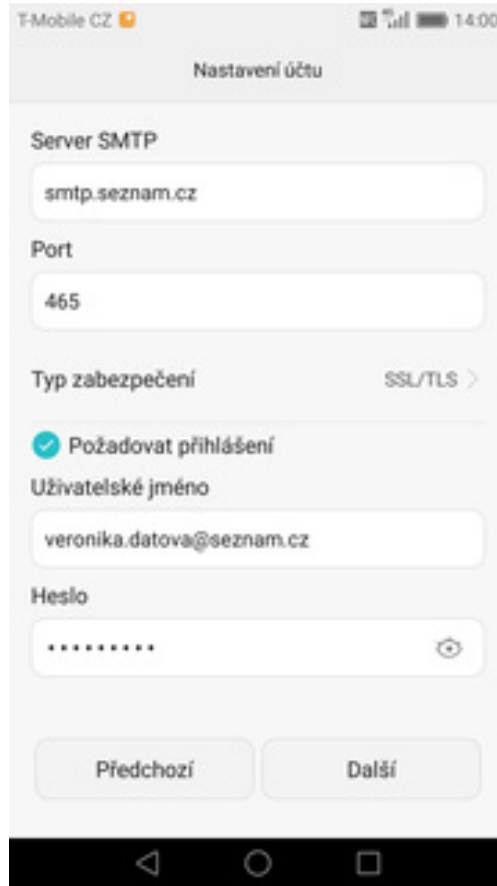 T-Mobile CZ 14:00
Nastavení účtu
Server SMTP
smtp.seznam.cz
Port
465
Typ zabezpečení SSL/TLS
Požadovat přihlášení
Uživatelské jméno
veronika.datova@seznam.cz
Heslo
•••••••••
Předchozí Další